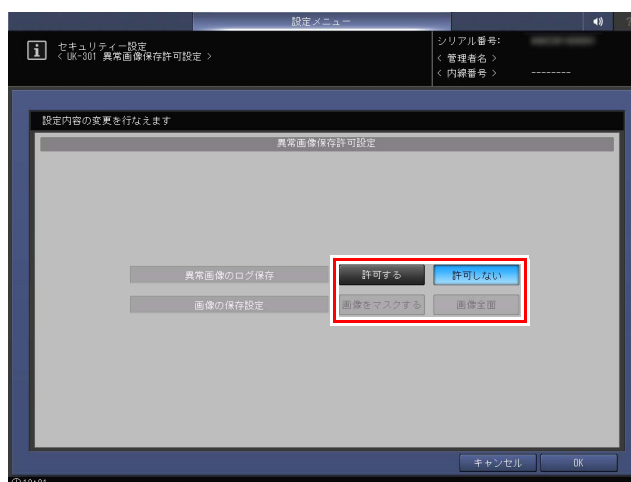 設定メニュー
?
i
セキュリティー設定
< UK-301 異常画像保存許可設定 >
シリアル番号:
< 管理者名 >
< 内線番号 > --------
設定内容の変更を行なえます
異常画像保存許可設定
異常画像のログ保存 許可する 許可しない
画像の保存設定 画像をマスクする 画像全面
キャンセル OK